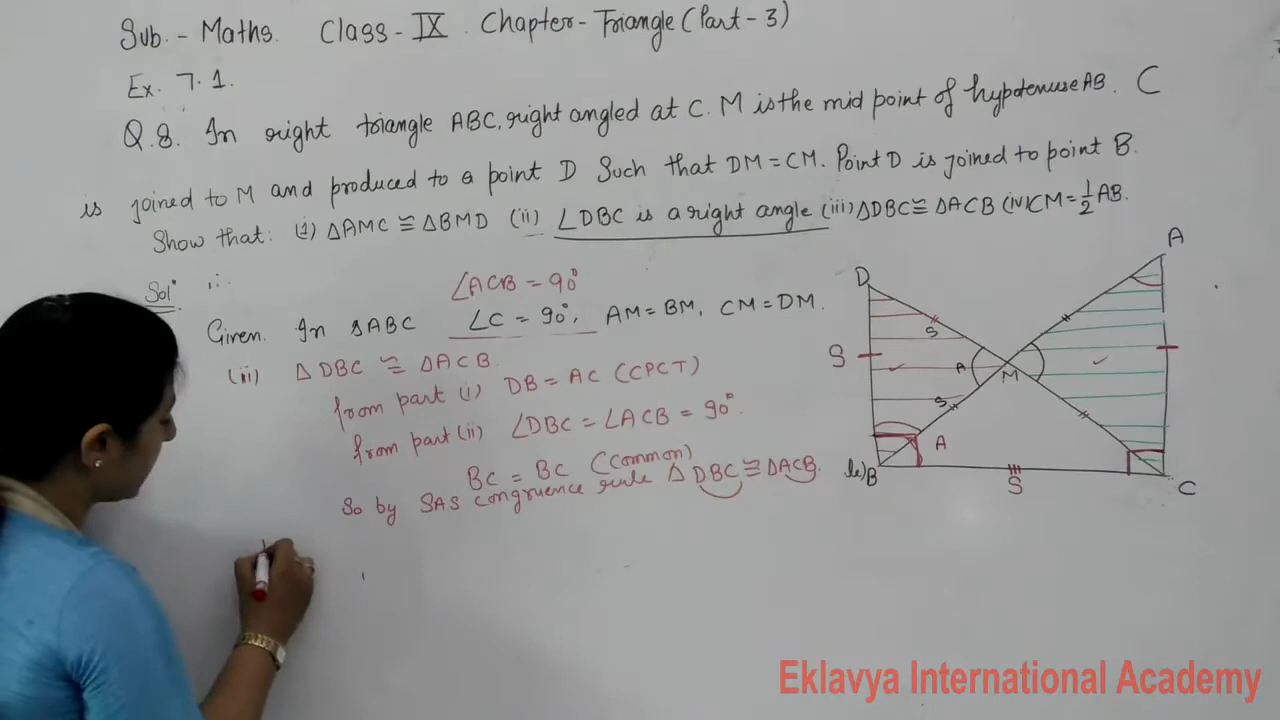 Sub. - Maths. Class - IX. Chapter - Triangle (Part - 3)
Ex. 7.1.
Q.8. In right triangle ABC, right angled at C. M is the mid point of hypotenuse AB. C
is joined to M and produced to a point D Such that DM = CM. Point D is joined to point B.
Show that: (i) ΔAMC ≅ ΔBMD (ii) ∠DBC is a right angle (iii) ΔDBC ≅ ΔACB (iv) CM = 1/2 AB.
Solⁿ :.
∠ACB = 90°
Given. In ΔABC ∠C = 90°, AM = BM, CM = DM.
(iii) Δ DBC ≅ ΔACB.
from part (i) DB = AC (CPCT)
from part (ii) ∠DBC = ∠ACB = 90°.
BC = BC (Common)
So by SAS congruence rule Δ DBC ≅ ΔACB.
D
A
S
S
A
M
S
A
B
S
C
Eklavya International Academy